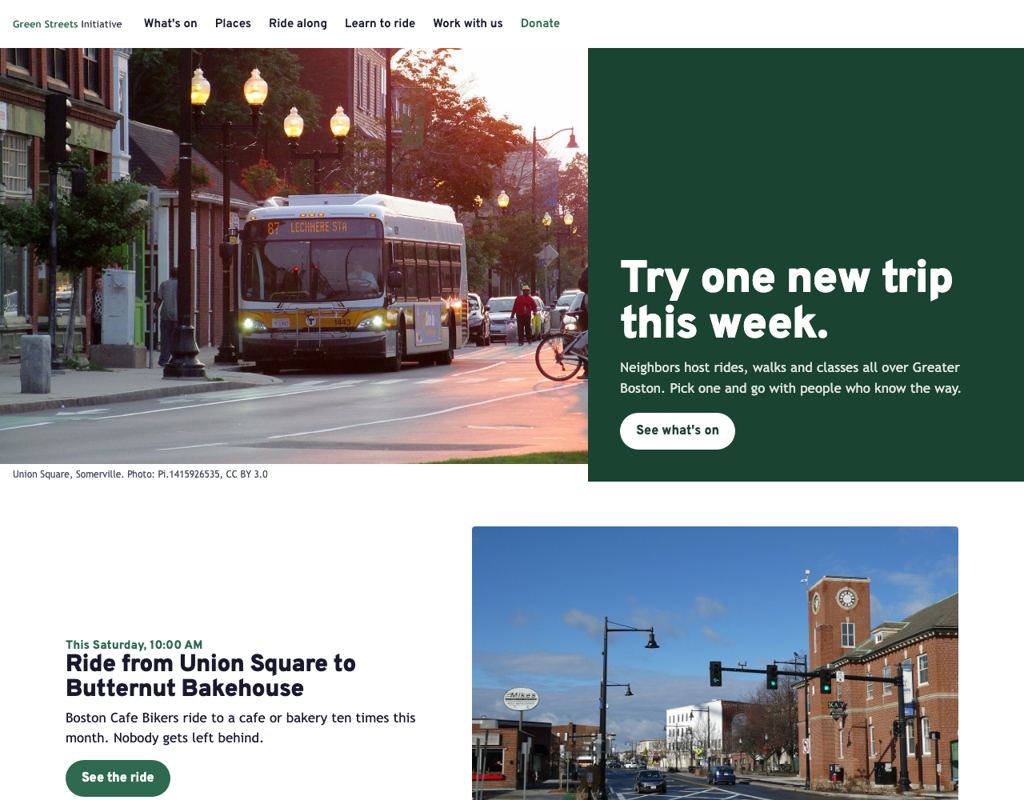 Green Streets Initiative
What's on
Places
Ride along
Learn to ride
Work with us
Donate
87 LECHMERE STA
1443
Try one new trip
this week.
Neighbors host rides, walks and classes all over Greater
Boston. Pick one and go with people who know the way.
See what's on
Union Square, Somerville. Photo: Pi.1415926535, CC BY 3.0
This Saturday, 10:00 AM
Ride from Union Square to
Butternut Bakehouse
Boston Cafe Bikers ride to a cafe or bakery ten times this
month. Nobody gets left behind.
See the ride
Mike's